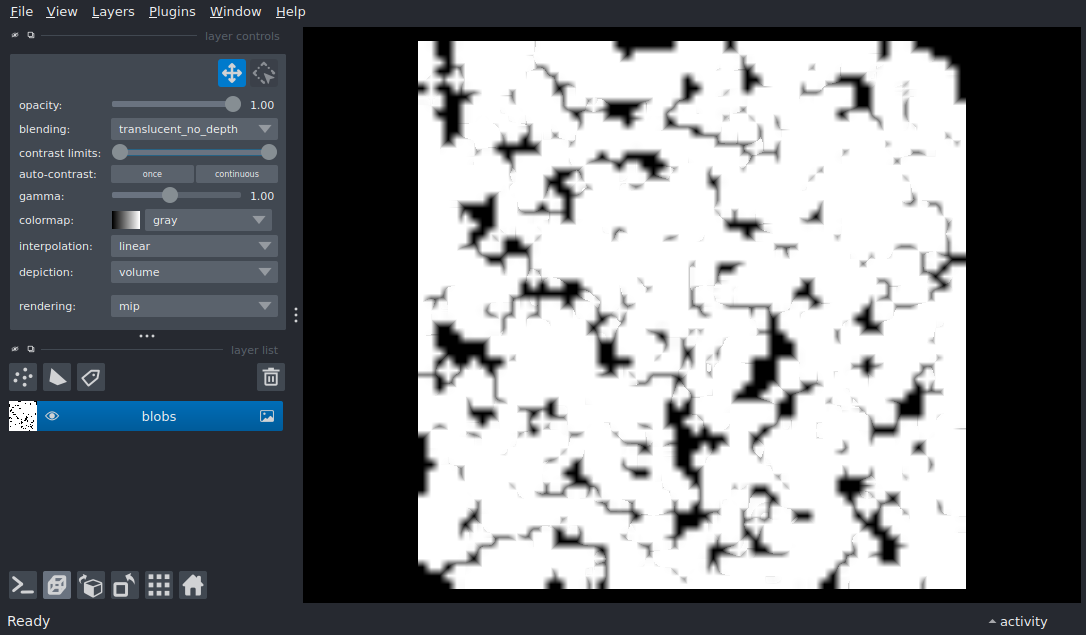 File View Layers Plugins Window Help
layer controls
opacity: 1.00
blending: translucent_no_depth
contrast limits:
auto-contrast: once continuous
gamma: 1.00
colormap: gray
interpolation: linear
depiction: volume
rendering: mip
layer list
blobs
Ready activity